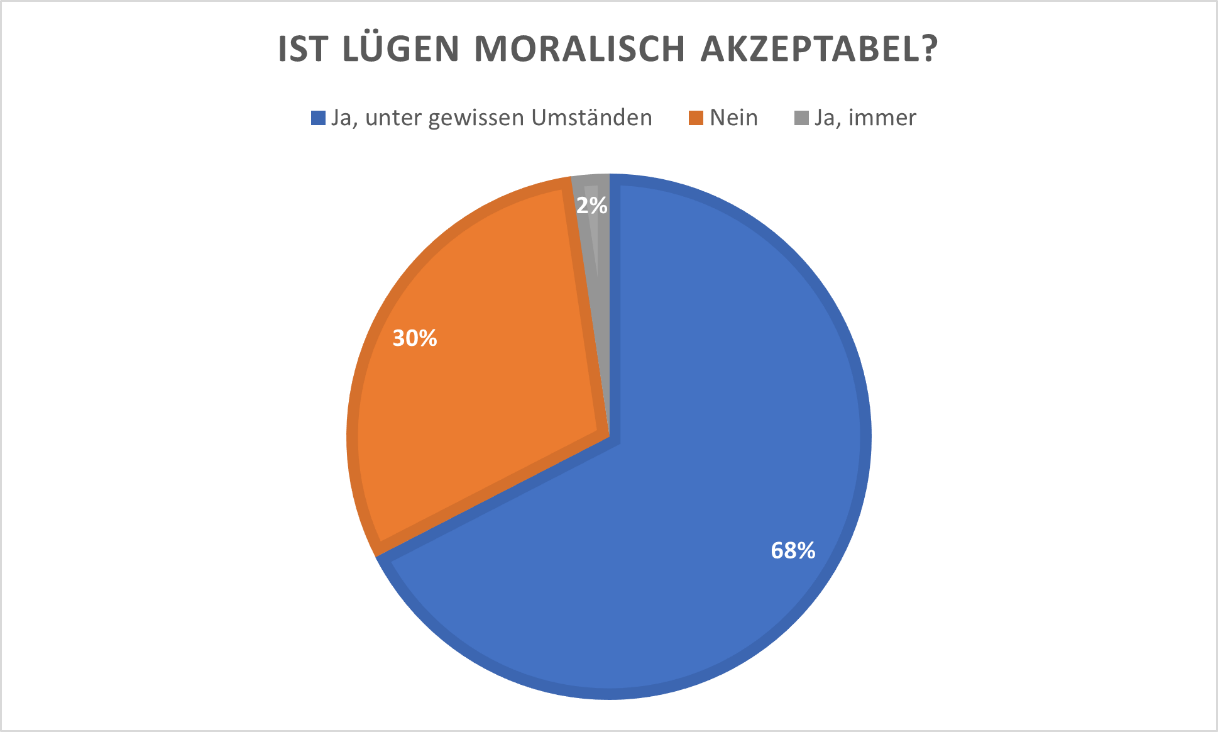 IST LÜGEN MORALISCH AKZEPTABEL?
Ja, unter gewissen Umständen Nein Ja, immer
2%
30%
68%